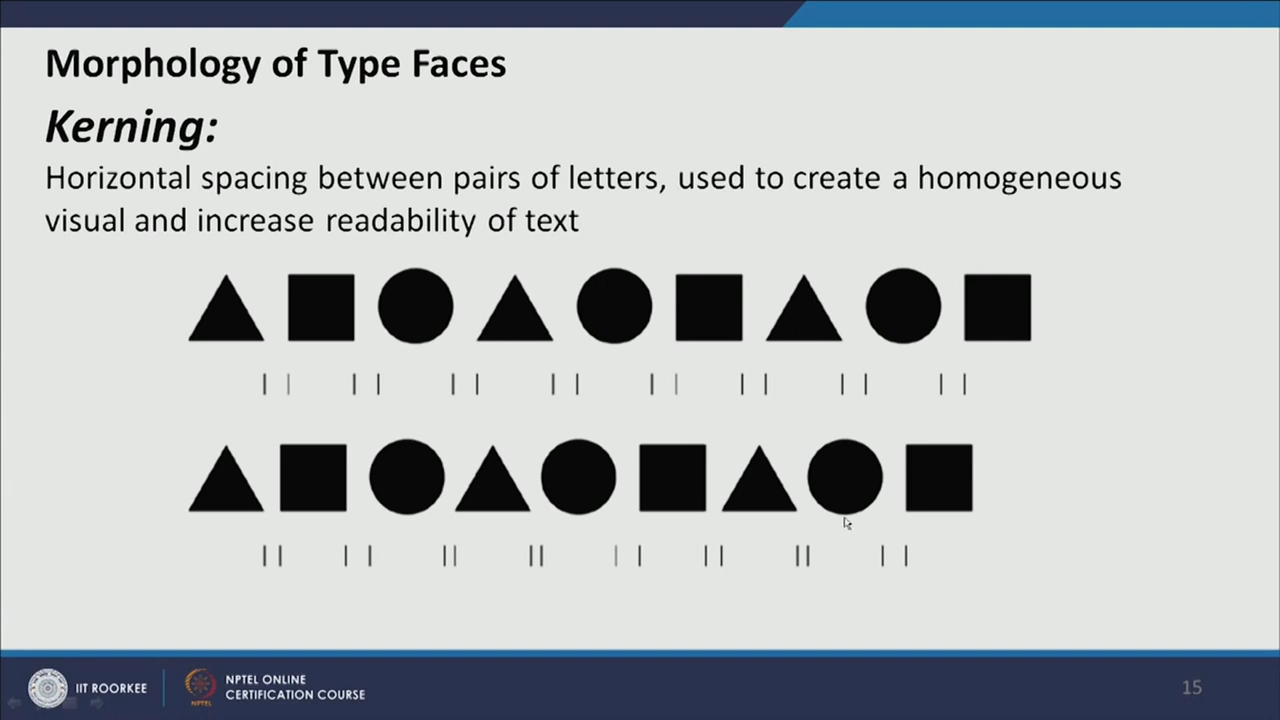 Morphology of Type Faces
Kerning:
Horizontal spacing between pairs of letters, used to create a homogeneous
visual and increase readability of text
IIT ROORKEE
NPTEL
NPTEL ONLINE
CERTIFICATION COURSE
15